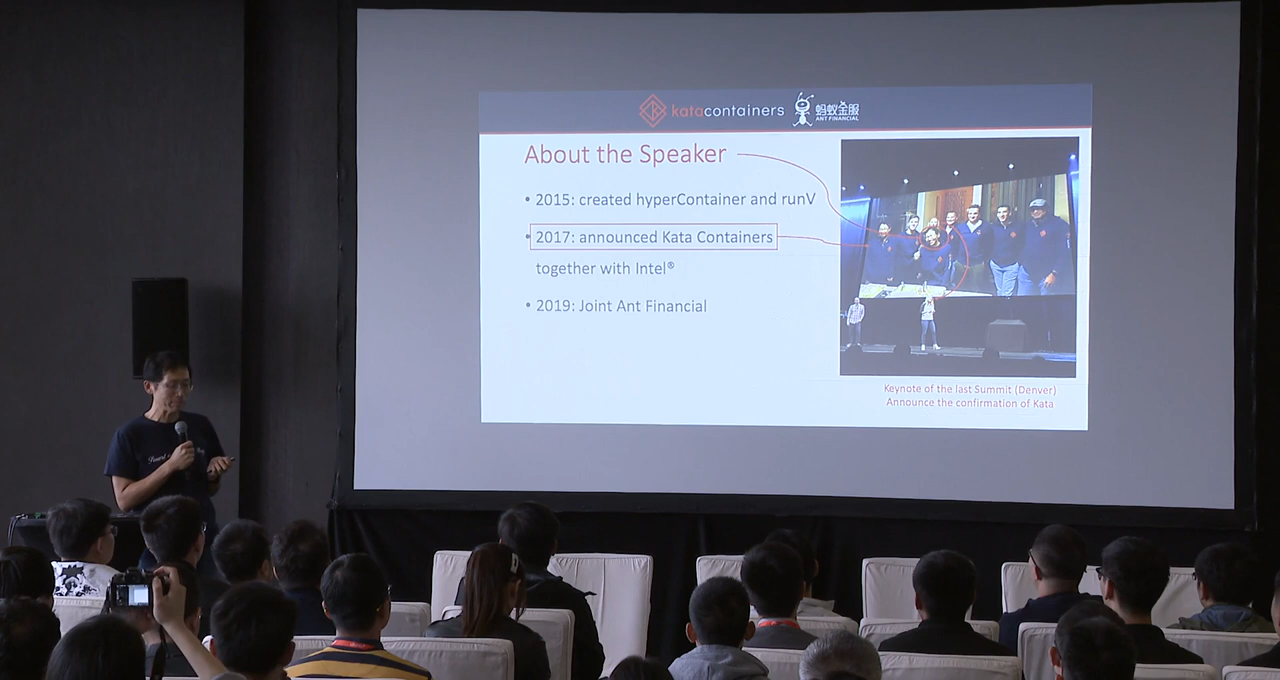 katacontainers
蚂蚁金服
ANT FINANCIAL
About the Speaker
• 2015: created hyperContainer and runV
• 2017: announced Kata Containers
together with Intel®
• 2019: Joint Ant Financial
Keynote of the last Summit (Denver)
Announce the confirmation of Kata